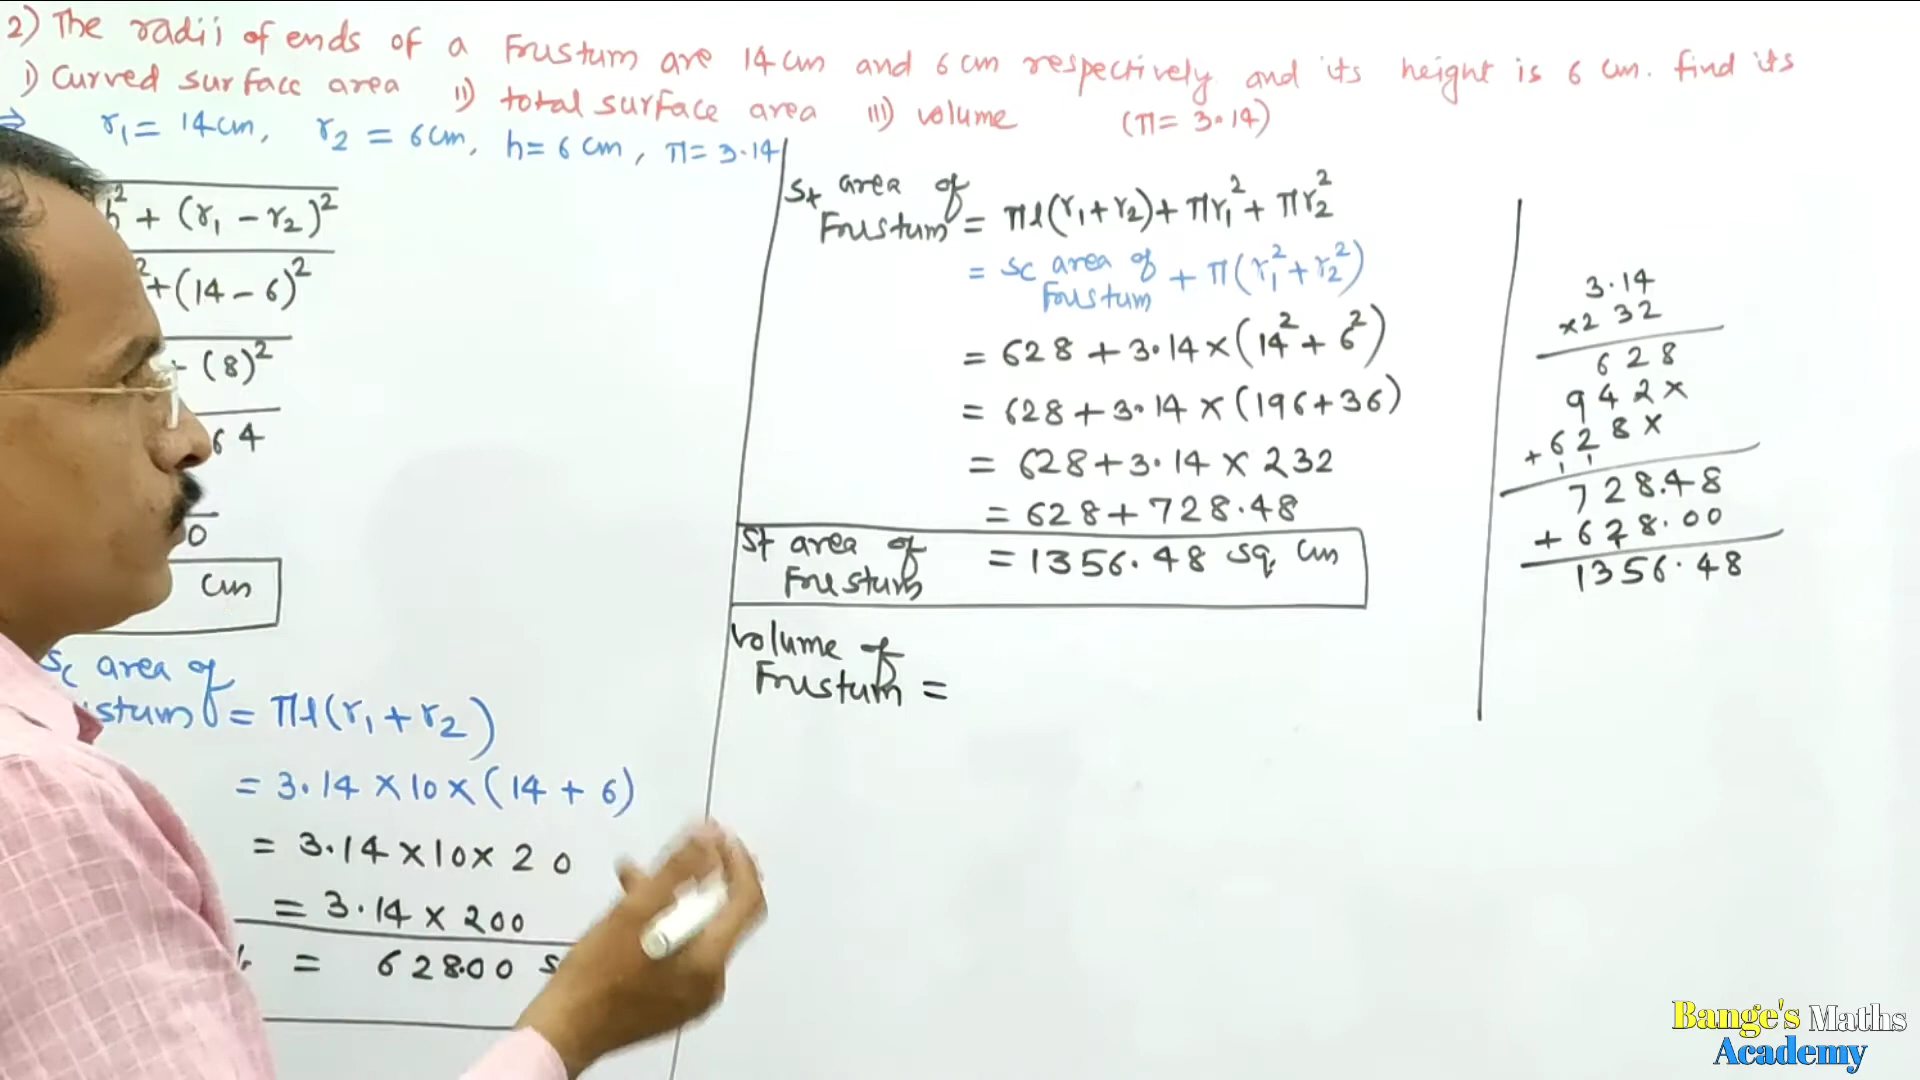 2) The radii of ends of a Frustum are 14 cm and 6 cm respectively and its height is 6 cm. find its
i) Curved surface area ii) total surface area iii) volume (π = 3.14)
⇒ r₁ = 14 cm, r₂ = 6 cm, h = 6 cm, π = 3.14
h² + (r₁ - r₂)²
² + (14 - 6)²
- (8)²
64
0
cm
Sc area of
stum = πl(r₁ + r₂)
= 3.14 × 10 × (14 + 6)
= 3.14 × 10 × 20
= 3.14 × 200
= 628.00 s
St area of
Frustum = πl(r₁ + r₂) + πr₁² + πr₂²
= Sc area of
Frustum + π(r₁² + r₂²)
= 628 + 3.14 × (14² + 6²)
= 628 + 3.14 × (196 + 36)
= 628 + 3.14 × 232
= 628 + 728.48
St area of
Frustum = 1356.48 sq cm
Volume of
Frustum =
3.14
× 232
628
942×
+ 628×
1 1
728.48
+ 628.00
1356.48
Bange's Maths
Academy